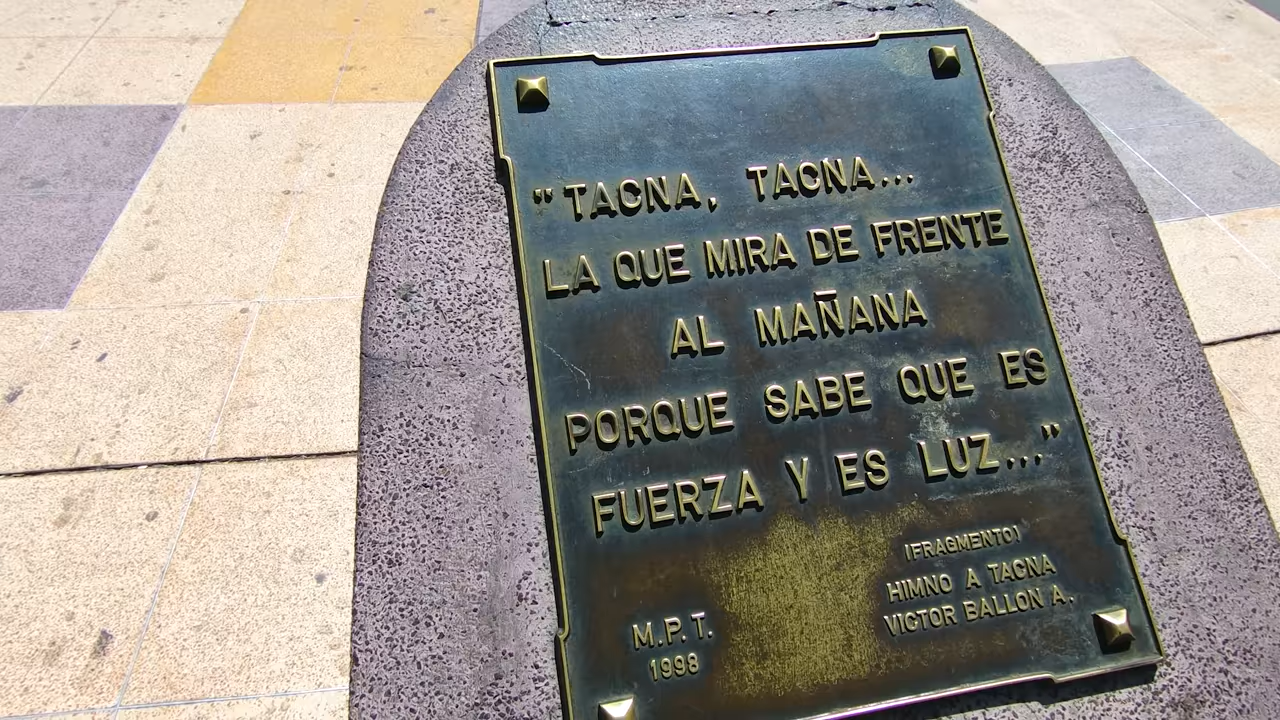 "TACNA, TACNA...
LA QUE MIRA DE FRENTE
AL MAÑANA
PORQUE SABE QUE ES
FUERZA Y ES LUZ..."
(FRAGMENTO)
HIMNO A TACNA
VICTOR BALLON A.
M.P.T.
1998